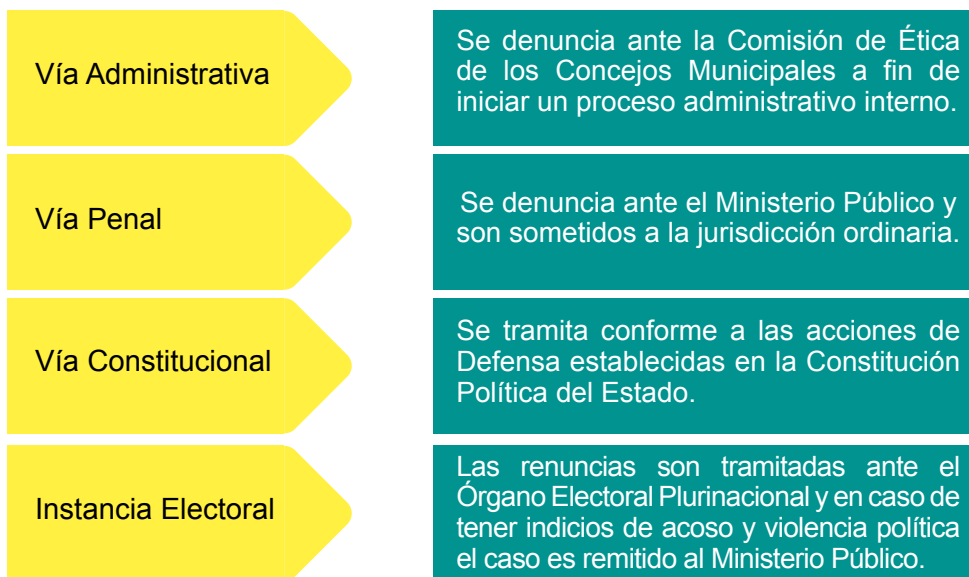 Vía Administrativa
Se denuncia ante la Comisión de Ética
de los Concejos Municipales a fin de
iniciar un proceso administrativo interno.
Vía Penal
Se denuncia ante el Ministerio Público y
son sometidos a la jurisdicción ordinaria.
Vía Constitucional
Se tramita conforme a las acciones de
Defensa establecidas en la Constitución
Política del Estado.
Instancia Electoral
Las renuncias son tramitadas ante el
Órgano Electoral Plurinacional y en caso de
tener indicios de acoso y violencia política
el caso es remitido al Ministerio Público.